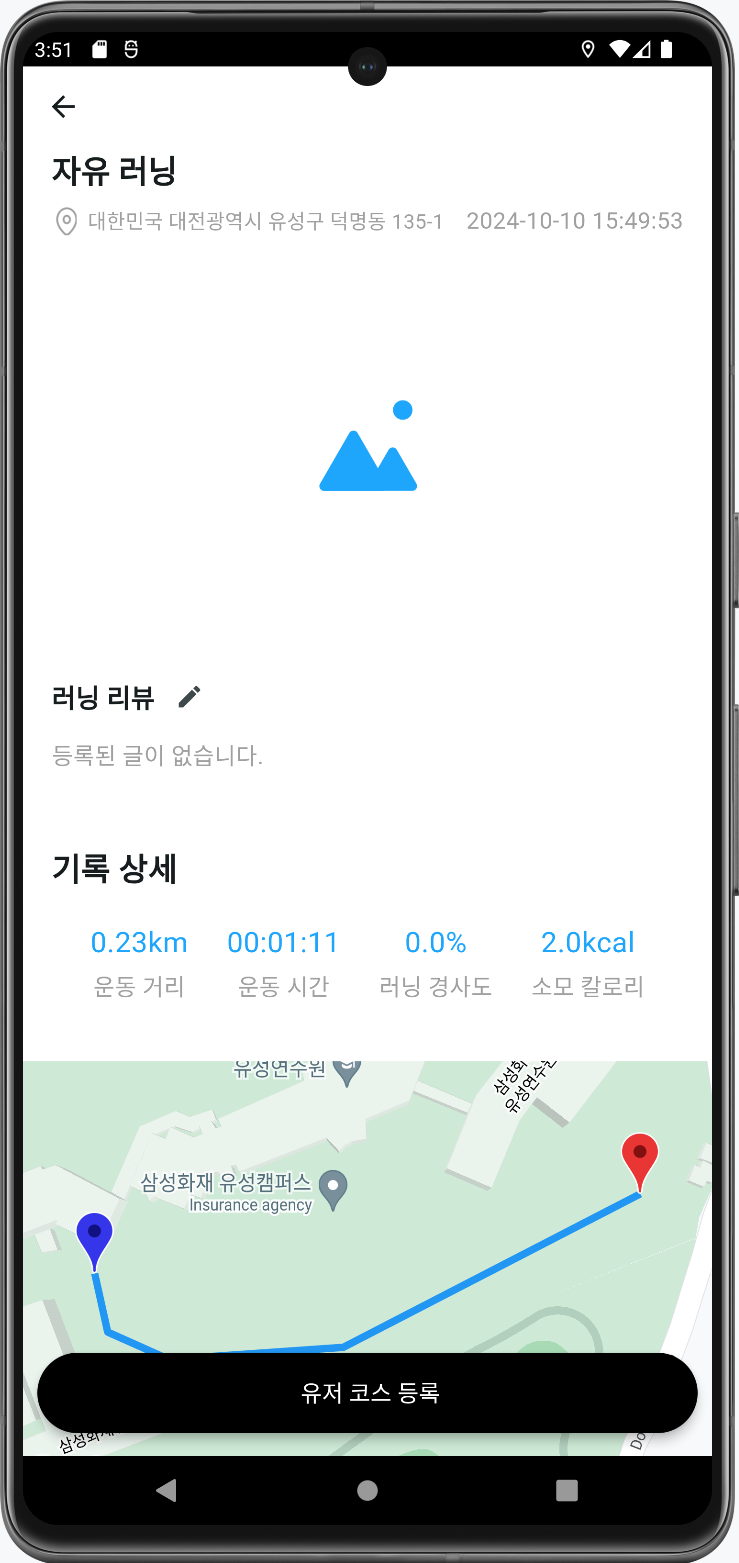 3:51
자유 러닝
대한민국 대전광역시 유성구 덕명동 135-1 2024-10-10 15:49:53
러닝 리뷰
등록된 글이 없습니다.
기록 상세
0.23km 00:01:11 0.0% 2.0kcal
운동 거리 운동 시간 러닝 경사도 소모 칼로리
유성연수원
삼성화
유성연수원
삼성화재 유성캠퍼스
Insurance agency
유저 코스 등록
삼성화재
Do